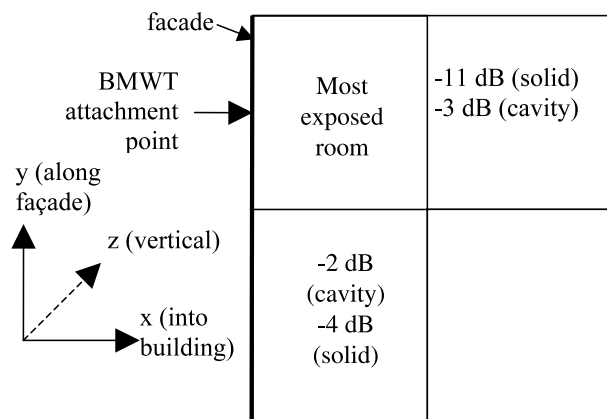 facade
BMWT
attachment
point
Most
exposed
room
-11 dB (solid)
-3 dB (cavity)
y (along
façade)
z (vertical)
x (into
building)
-2 dB
(cavity)
-4 dB
(solid)